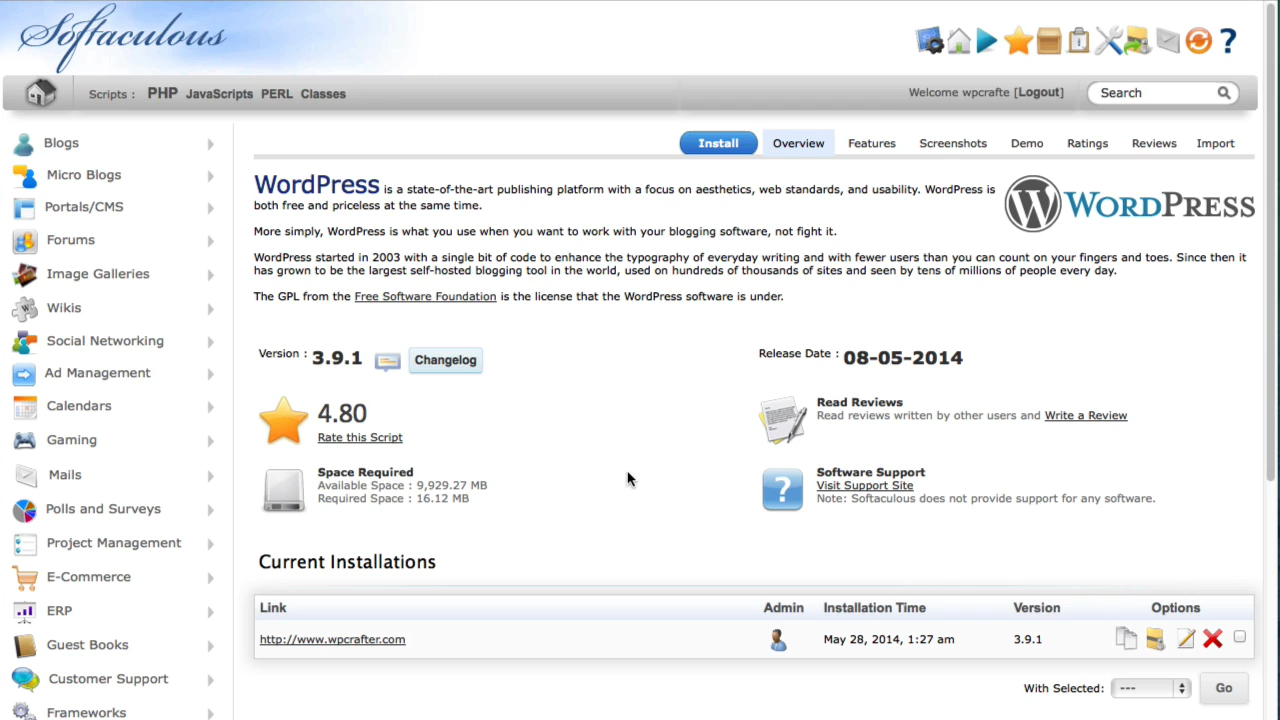 Softaculous
Scripts : PHP JavaScripts PERL Classes
Welcome wpcrafte [Logout]
Search
Blogs
Micro Blogs
Portals/CMS
Forums
Image Galleries
Wikis
Social Networking
Ad Management
Calendars
Gaming
Mails
Polls and Surveys
Project Management
E-Commerce
ERP
Guest Books
Customer Support
Frameworks
Install Overview Features Screenshots Demo Ratings Reviews Import
WordPress is a state-of-the-art publishing platform with a focus on aesthetics, web standards, and usability. WordPress is
both free and priceless at the same time.
WORDPRESS
More simply, WordPress is what you use when you want to work with your blogging software, not fight it.
WordPress started in 2003 with a single bit of code to enhance the typography of everyday writing and with fewer users than you can count on your fingers and toes. Since then it
has grown to be the largest self-hosted blogging tool in the world, used on hundreds of thousands of sites and seen by tens of millions of people every day.
The GPL from the Free Software Foundation is the license that the WordPress software is under.
Version : 3.9.1 Changelog
Release Date : 08-05-2014
4.80
Rate this Script
Read Reviews
Read reviews written by other users and Write a Review
Space Required
Available Space : 9,929.27 MB
Required Space : 16.12 MB
Software Support
Visit Support Site
Note: Softaculous does not provide support for any software.
Current Installations
Link Admin Installation Time Version Options
http://www.wpcrafter.com May 28, 2014, 1:27 am 3.9.1
With Selected: --- Go